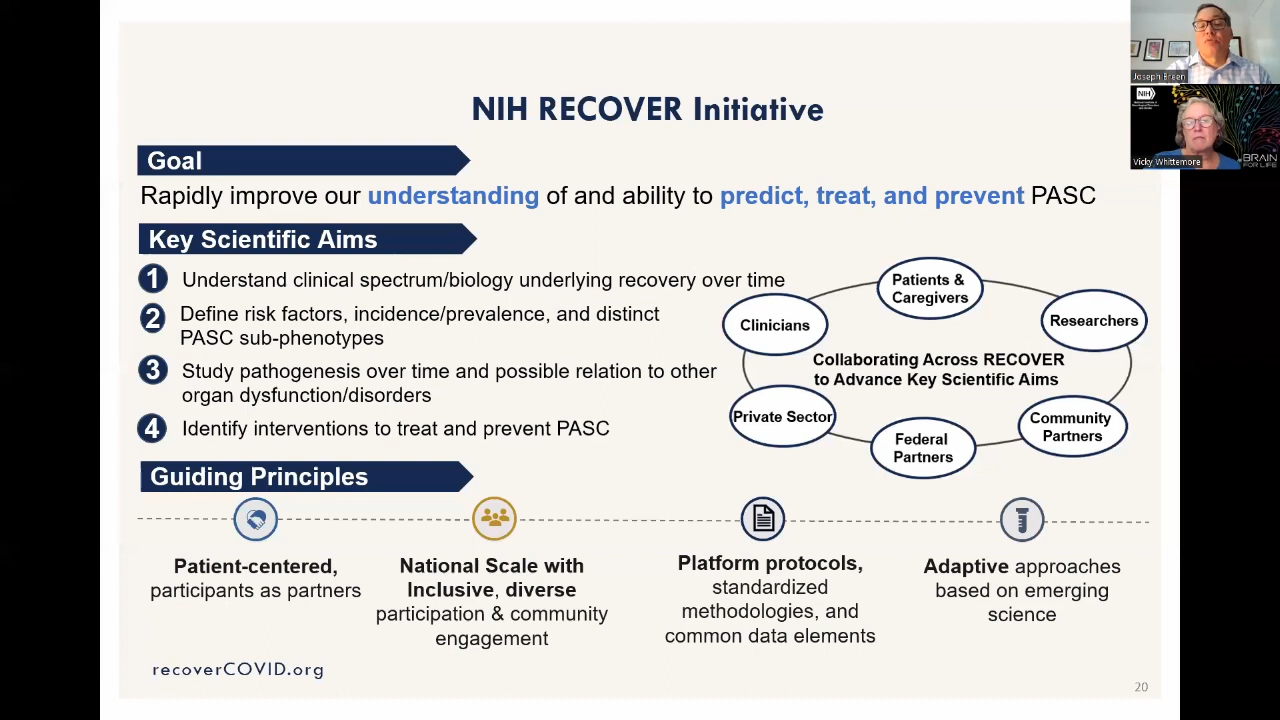 NIH RECOVER Initiative
Goal
Rapidly improve our understanding of and ability to predict, treat, and prevent PASC
Key Scientific Aims
1 Understand clinical spectrum/biology underlying recovery over time
2 Define risk factors, incidence/prevalence, and distinct
PASC sub-phenotypes
3 Study pathogenesis over time and possible relation to other
organ dysfunction/disorders
4 Identify interventions to treat and prevent PASC
Patients &
Caregivers
Clinicians
Researchers
Collaborating Across RECOVER
to Advance Key Scientific Aims
Private Sector
Community
Partners
Federal
Partners
Guiding Principles
Patient-centered,
participants as partners
National Scale with
Inclusive, diverse
participation & community
engagement
Platform protocols,
standardized
methodologies, and
common data elements
Adaptive approaches
based on emerging
science
recoverCOVID.org
20
Joseph Breen
NIH
BRAIN
FOR LIFE
Vicky Whittemore